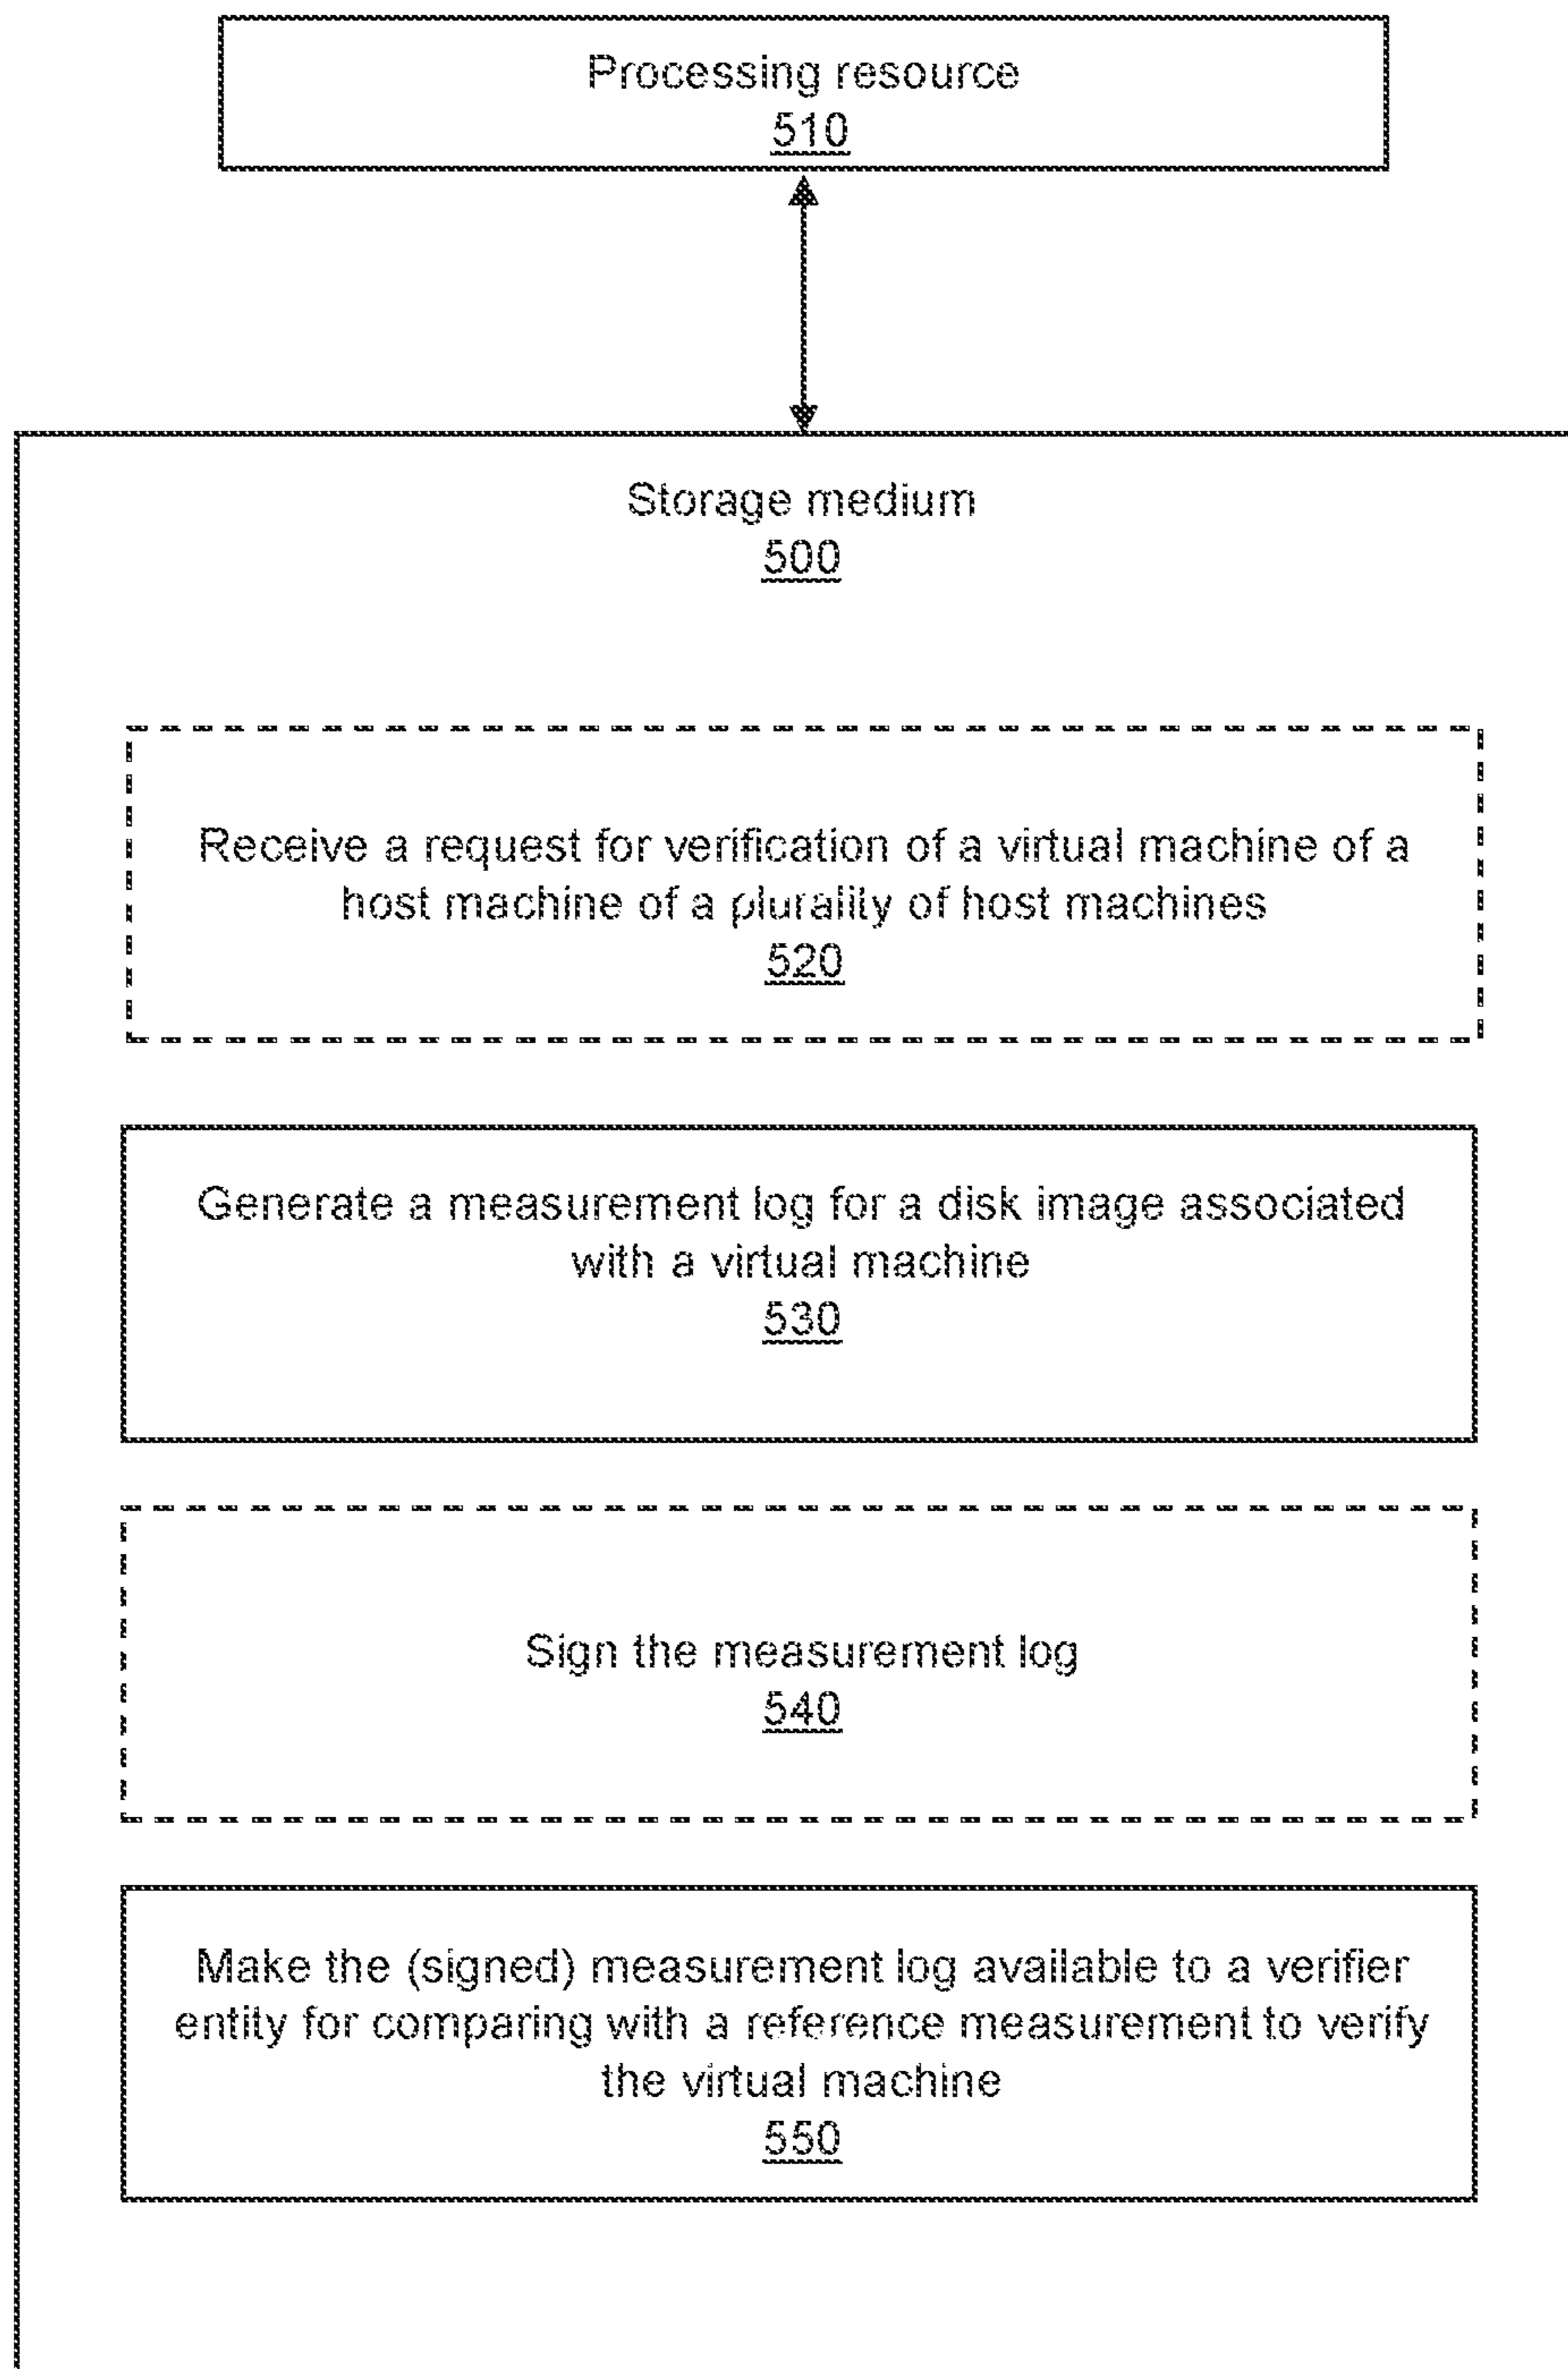 Processing resource
510
Storage medium
500
Receive a request for verification of a virtual machine of a
host machine of a plurality of host machines
520
Generate a measurement log for a disk image associated
with a virtual machine
530
Sign the measurement log
540
Make the (signed) measurement log available to a verifier
entity for comparing with a reference measurement to verify
the virtual machine
550